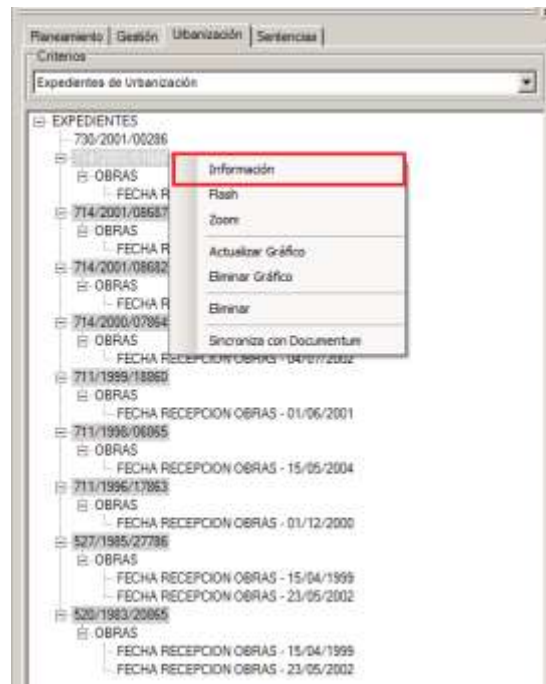 Planeamiento | Gestión | Urbanización | Sentencias |
Criterios
Expedientes de Urbanización
EXPEDIENTES
730/2001/00286
OBRAS
FECHA R
714/2001/08687
OBRAS
FECHA R
714/2001/08682
OBRAS
FECHA R
714/2000/07864
OBRAS
FECHA RECEPCION OBRAS - 04/07/2002
711/1999/18860
OBRAS
FECHA RECEPCION OBRAS - 01/06/2001
711/1998/06065
OBRAS
FECHA RECEPCION OBRAS - 15/05/2004
711/1996/17863
OBRAS
FECHA RECEPCION OBRAS - 01/12/2000
527/1985/27786
OBRAS
FECHA RECEPCION OBRAS - 15/04/1999
FECHA RECEPCION OBRAS - 23/05/2002
520/1983/20865
OBRAS
FECHA RECEPCION OBRAS - 15/04/1999
FECHA RECEPCION OBRAS - 23/05/2002
Información
Flash
Zoom
Actualizar Gráfico
Eliminar Gráfico
Eliminar
Sincroniza con Documentum